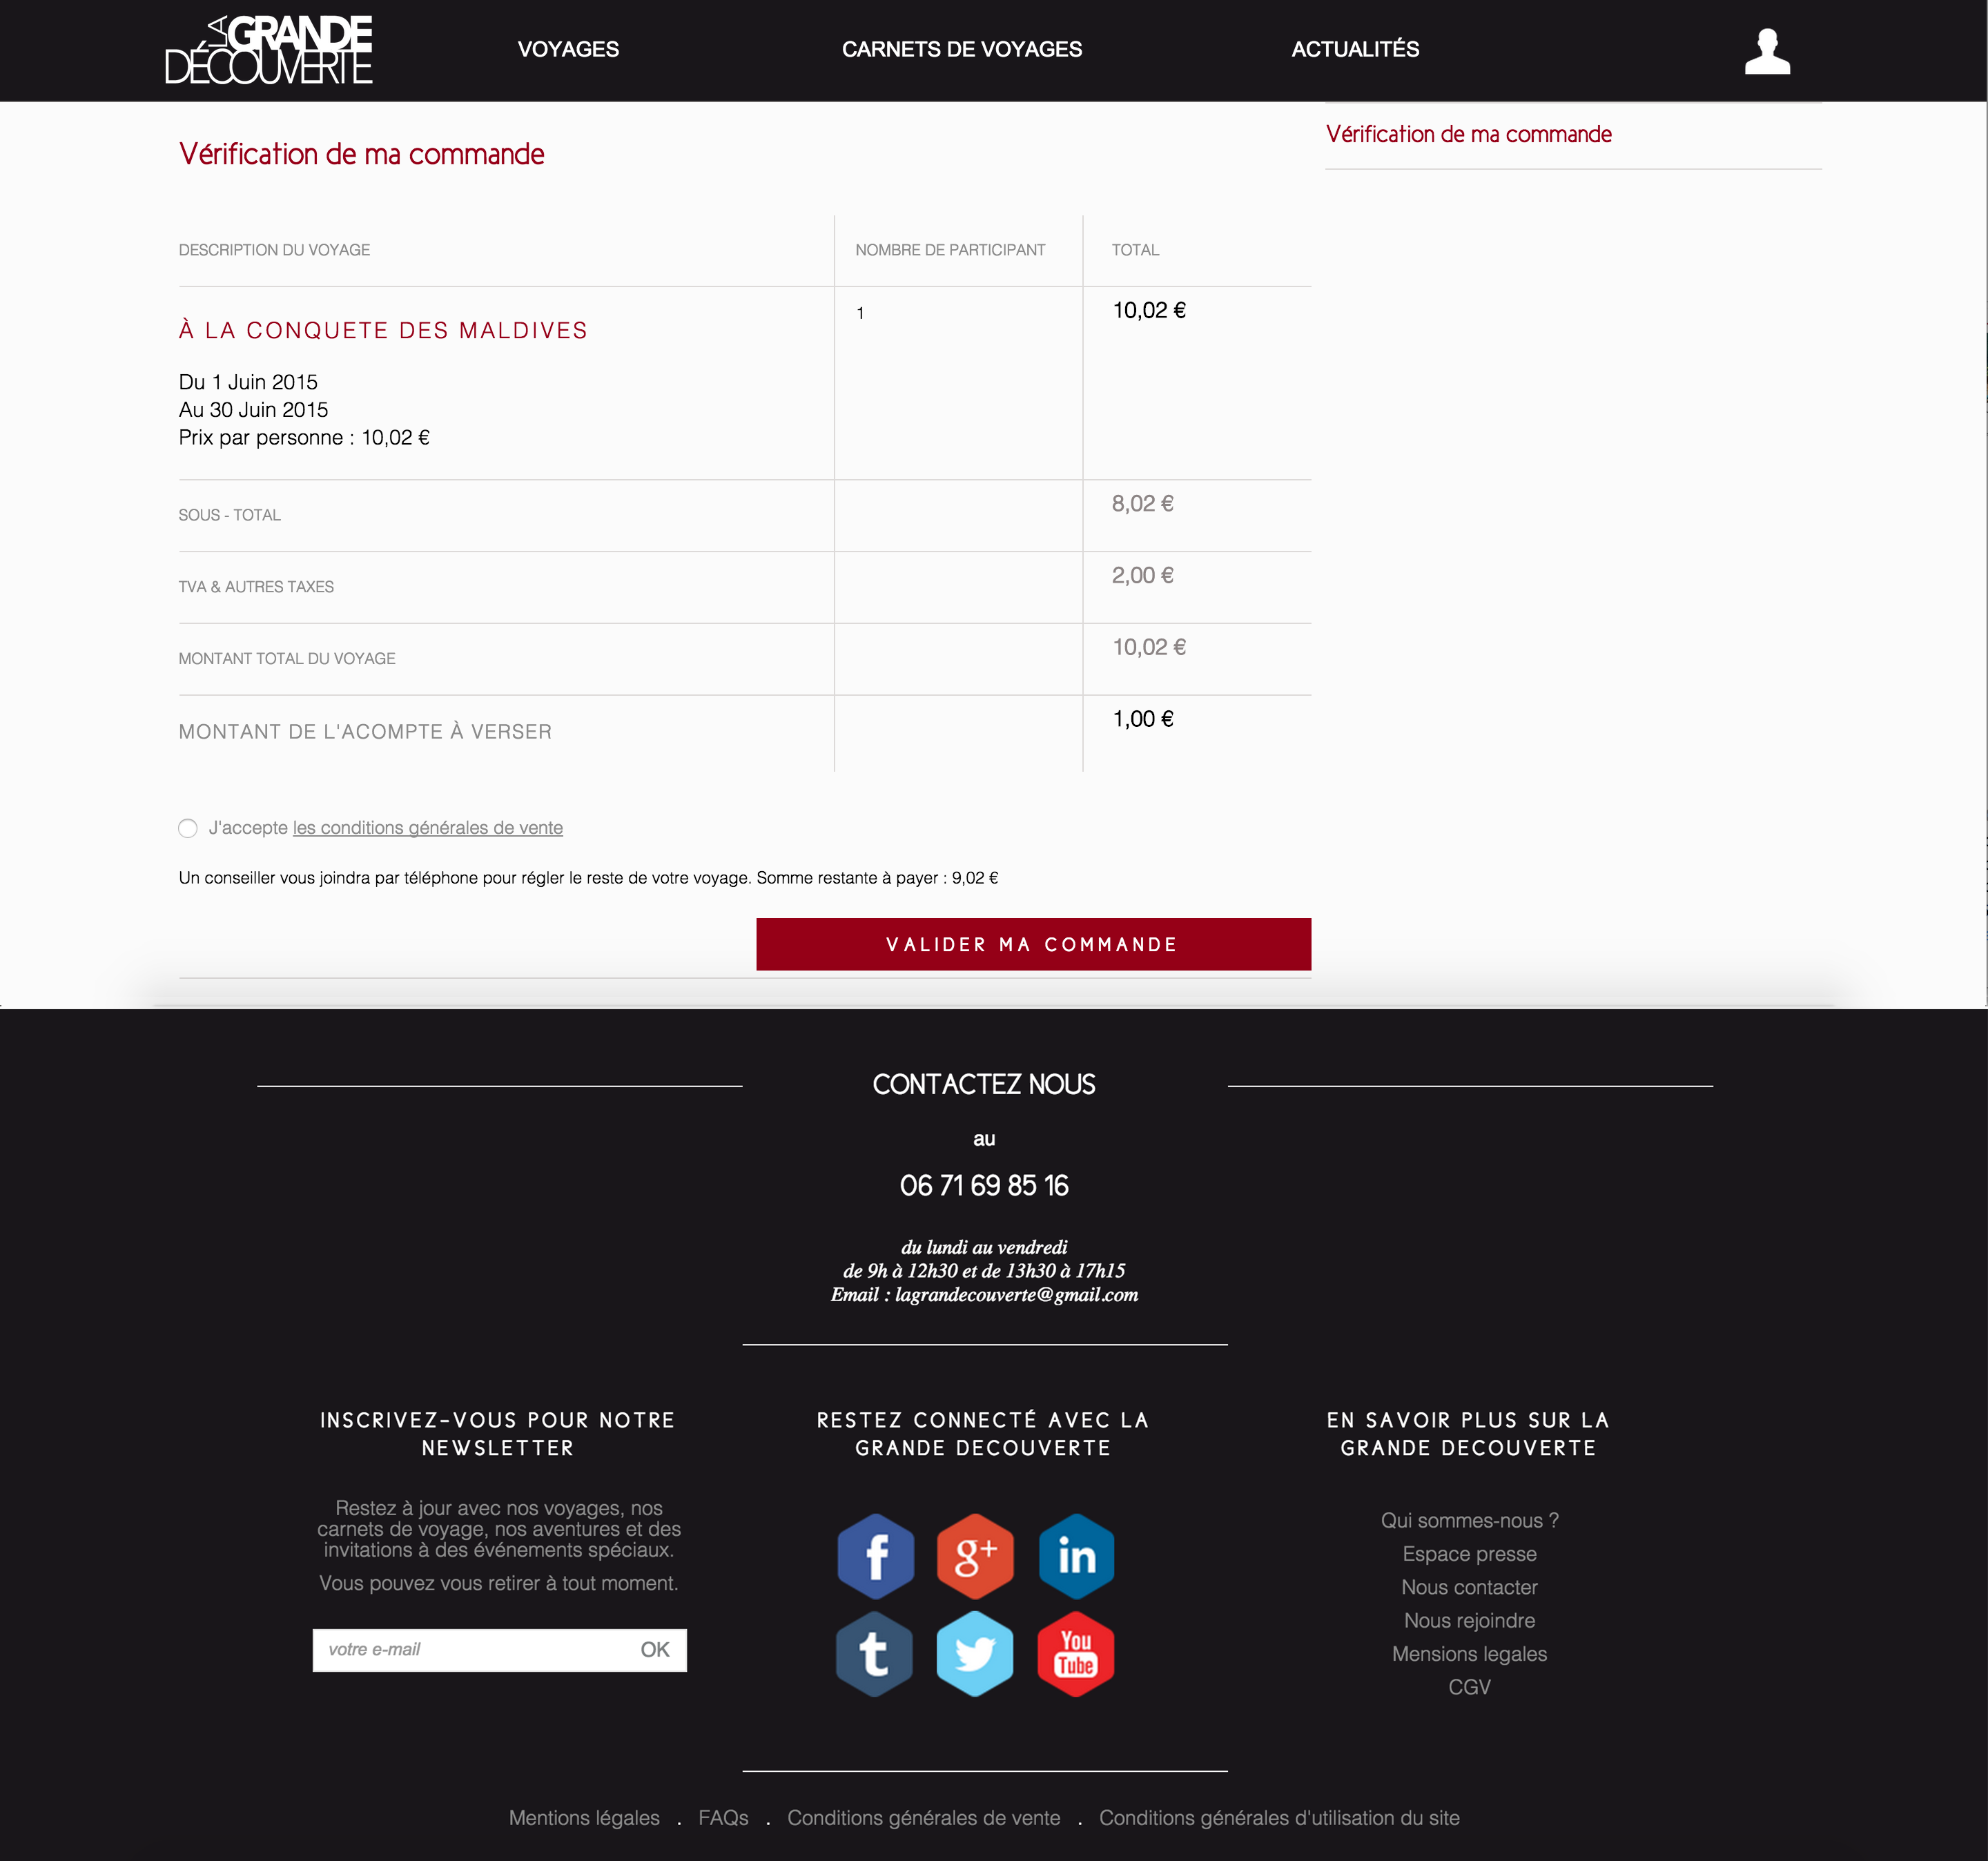 LA GRANDE
DÉCOUVERTE
VOYAGES
CARNETS DE VOYAGES
ACTUALITÉS
Vérification de ma commande
Vérification de ma commande
DESCRIPTION DU VOYAGE
NOMBRE DE PARTICIPANT
TOTAL
À LA CONQUETE DES MALDIVES
1
10,02 €
Du 1 Juin 2015
Au 30 Juin 2015
Prix par personne : 10,02 €
SOUS - TOTAL
8,02 €
TVA & AUTRES TAXES
2,00 €
MONTANT TOTAL DU VOYAGE
10,02 €
MONTANT DE L'ACOMPTE À VERSER
1,00 €
J'accepte les conditions générales de vente
Un conseiller vous joindra par téléphone pour régler le reste de votre voyage. Somme restante à payer : 9,02 €
VALIDER MA COMMANDE
CONTACTEZ NOUS
au
06 71 69 85 16
du lundi au vendredi
de 9h à 12h30 et de 13h30 à 17h15
Email : lagrandecouverte@gmail.com
INSCRIVEZ-VOUS POUR NOTRE
NEWSLETTER
Restez à jour avec nos voyages, nos
carnets de voyage, nos aventures et des
invitations à des événements spéciaux.
Vous pouvez vous retirer à tout moment.
votre e-mail
OK
RESTEZ CONNECTÉ AVEC LA
GRANDE DECOUVERTE
f
g+
in
t
You
Tube
EN SAVOIR PLUS SUR LA
GRANDE DECOUVERTE
Qui sommes-nous ?
Espace presse
Nous contacter
Nous rejoindre
Mensions legales
CGV
Mentions légales . FAQs . Conditions générales de vente . Conditions générales d'utilisation du site